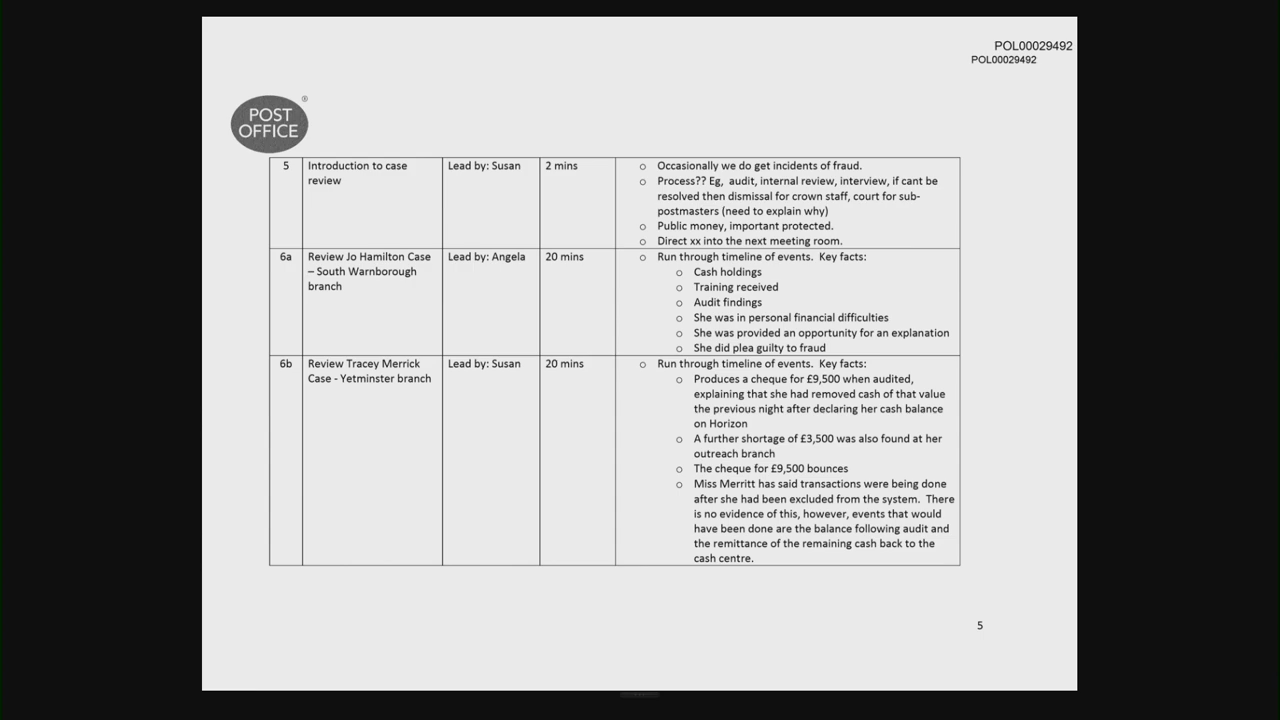 POL00029492
POL00029492
POST
OFFICE
®
5
Introduction to case
review
Lead by: Susan
2 mins
o Occasionally we do get incidents of fraud.
o Process?? Eg, audit, internal review, interview, if cant be
resolved then dismissal for crown staff, court for sub-
postmasters (need to explain why)
o Public money, important protected.
o Direct xx into the next meeting room.
6a
Review Jo Hamilton Case
– South Warnborough
branch
Lead by: Angela
20 mins
o Run through timeline of events. Key facts:
o Cash holdings
o Training received
o Audit findings
o She was in personal financial difficulties
o She was provided an opportunity for an explanation
o She did plea guilty to fraud
6b
Review Tracey Merrick
Case - Yetminster branch
Lead by: Susan
20 mins
o Run through timeline of events. Key facts:
o Produces a cheque for £9,500 when audited,
explaining that she had removed cash of that value
the previous night after declaring her cash balance
on Horizon
o A further shortage of £3,500 was also found at her
outreach branch
o The cheque for £9,500 bounces
o Miss Merritt has said transactions were being done
after she had been excluded from the system. There
is no evidence of this, however, events that would
have been done are the balance following audit and
the remittance of the remaining cash back to the
cash centre.
5